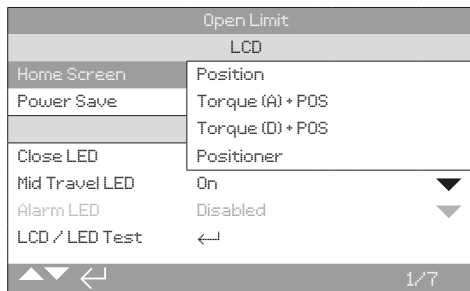 Open Limit
LCD
Home Screen Position
Power Save Torque (A) + POS
Torque (D) + POS
Close LED Positioner
Mid Travel LED On
Alarm LED Disabled
LCD / LED Test
1/7